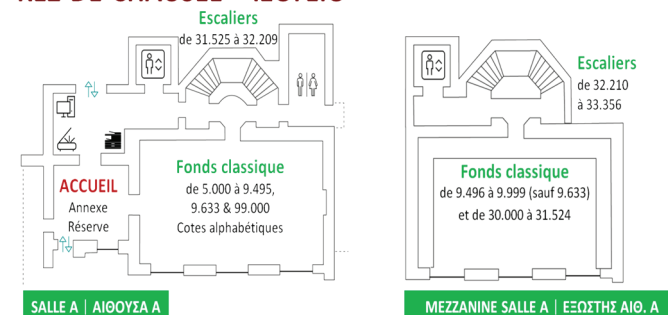 Escaliers
de 31.525 à 32.209
Escaliers
de 32.210
à 33.356
ACCUEIL
Annexe
Réserve
Fonds classique
de 5.000 à 9.495,
9.633 & 99.000
Cotes alphabétiques
Fonds classique
de 9.496 à 9.999 (sauf 9.633)
et de 30.000 à 31.524
SALLE A | ΑΙΘΟΥΣΑ Α
MEZZANINE SALLE A | ΕΞΩΣΤΗΣ ΑΙΘ. Α